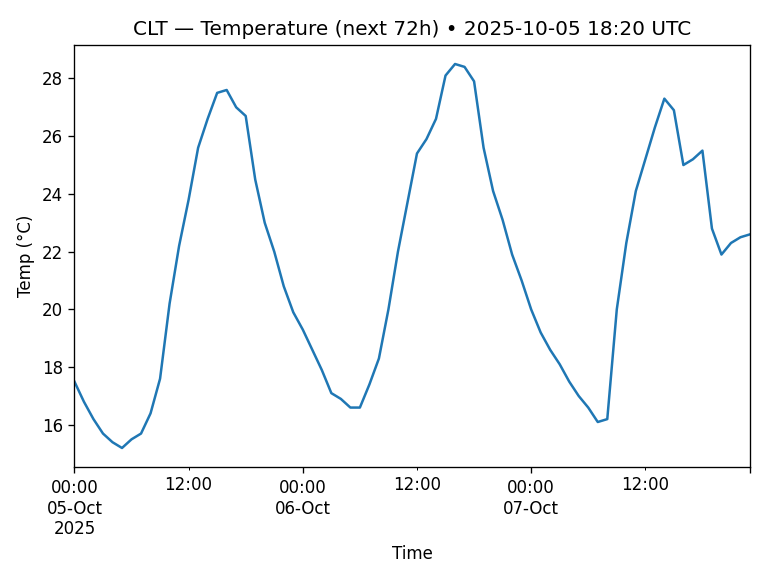 CLT — Temperature (next 72h) • 2025-10-05 18:20 UTC
Temp (°C)
28
26
24
22
20
18
16
00:00 12:00 00:00 12:00 00:00 12:00
05-Oct 06-Oct 07-Oct
2025
Time